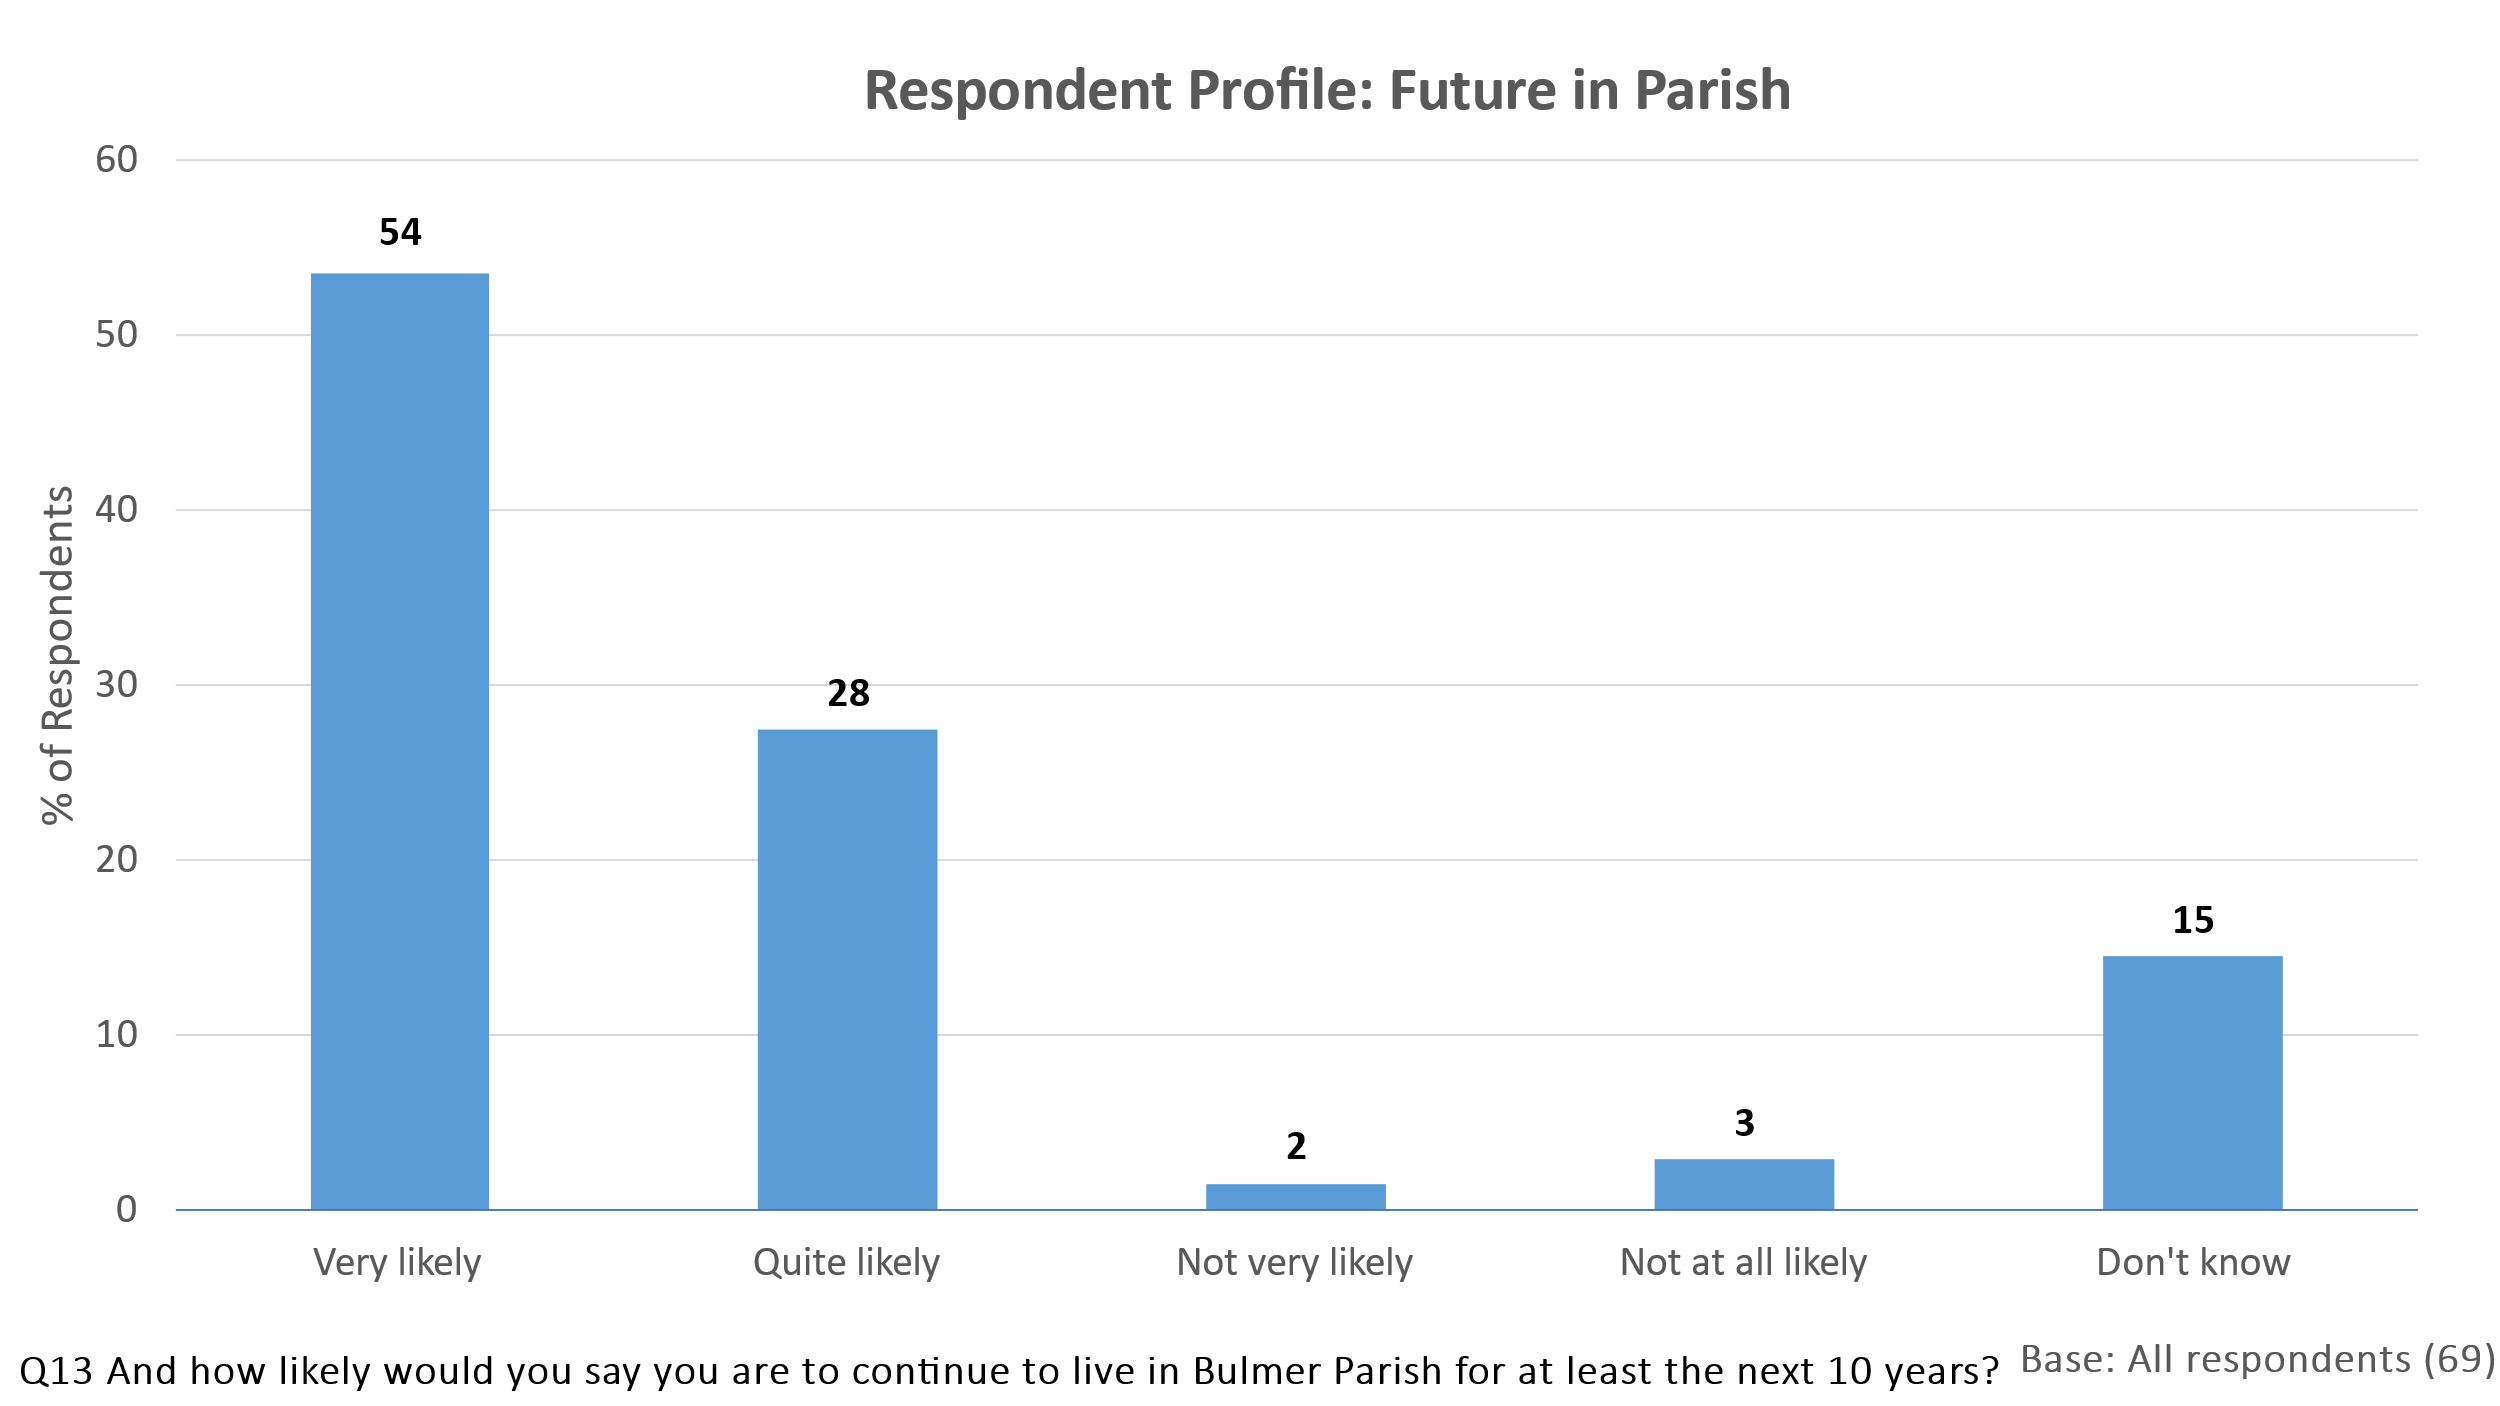 Respondent Profile: Future in Parish
% of Respondents
60
50
40
30
20
10
0
54
28
2
3
15
Very likely
Quite likely
Not very likely
Not at all likely
Don't know
Q13 And how likely would you say you are to continue to live in Bulmer Parish for at least the next 10 years?
Base: All respondents (69)